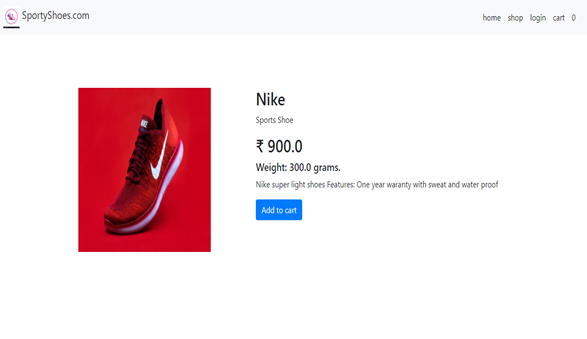 SportyShoes.com
home shop login cart 0
Nike
Sports Shoe
₹ 900.0
Weight: 300.0 grams.
Nike super light shoes Features: One year waranty with sweat and water proof
Add to cart